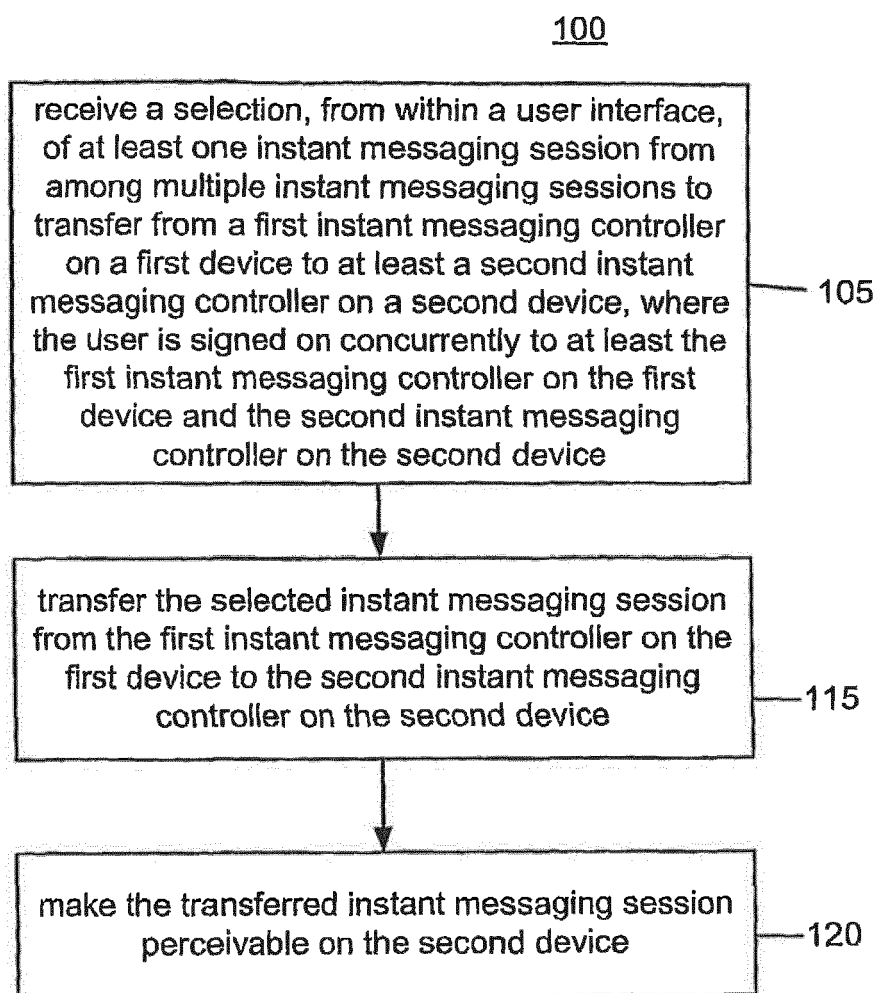 100
receive a selection, from within a user interface,
of at least one instant messaging session from
among multiple instant messaging sessions to
transfer from a first instant messaging controller
on a first device to at least a second instant
messaging controller on a second device, where
the user is signed on concurrently to at least the
first instant messaging controller on the first
device and the second instant messaging
controller on the second device
105
transfer the selected instant messaging session
from the first instant messaging controller on the
first device to the second instant messaging
controller on the second device
115
make the transferred instant messaging session
perceivable on the second device
120